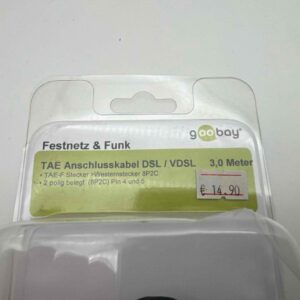 goobay
Festnetz & Funk
TAE Anschlusskabel DSL / VDSL 3,0 Meter
• TAE-F Stecker >Westernstecker 8P2C
• 2 polig belegt (8P2C) Pin 4 und 5
€ 14,90